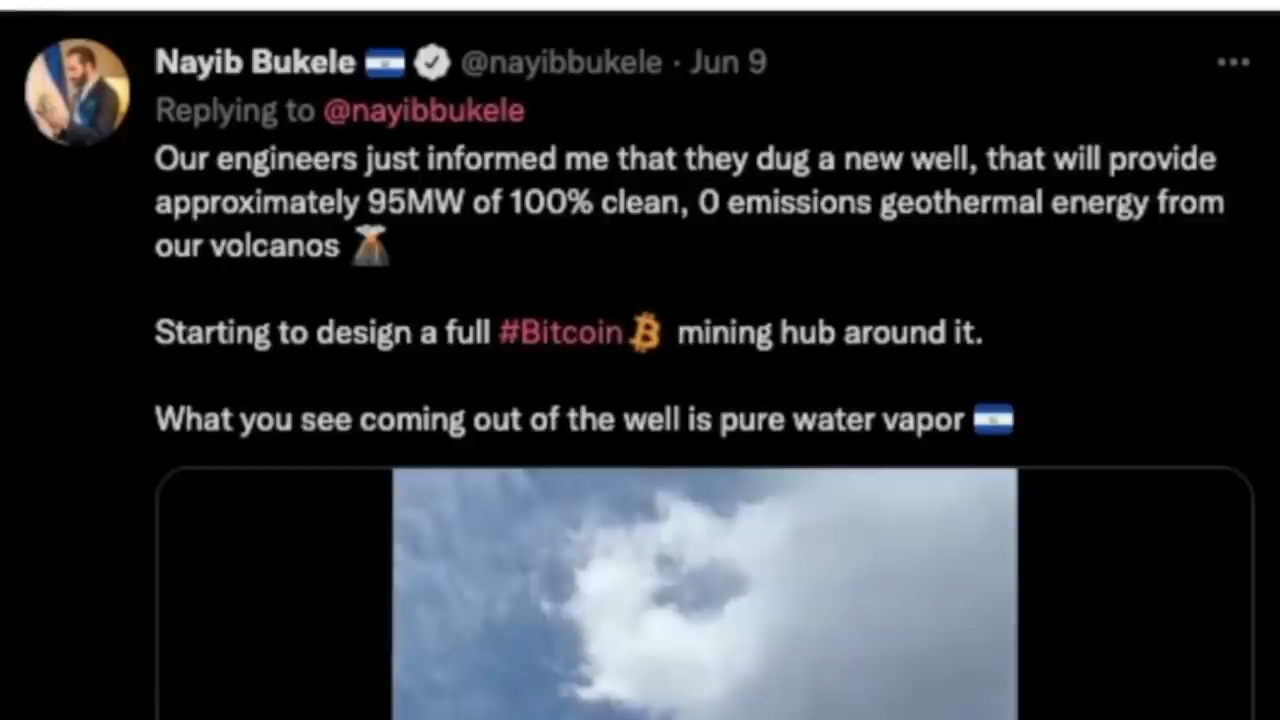 Nayib Bukele 🇸🇻 @nayibbukele · Jun 9
Replying to @nayibbukele
Our engineers just informed me that they dug a new well, that will provide
approximately 95MW of 100% clean, 0 emissions geothermal energy from
our volcanos 🌋
Starting to design a full #Bitcoin ₿ mining hub around it.
What you see coming out of the well is pure water vapor 🇸🇻